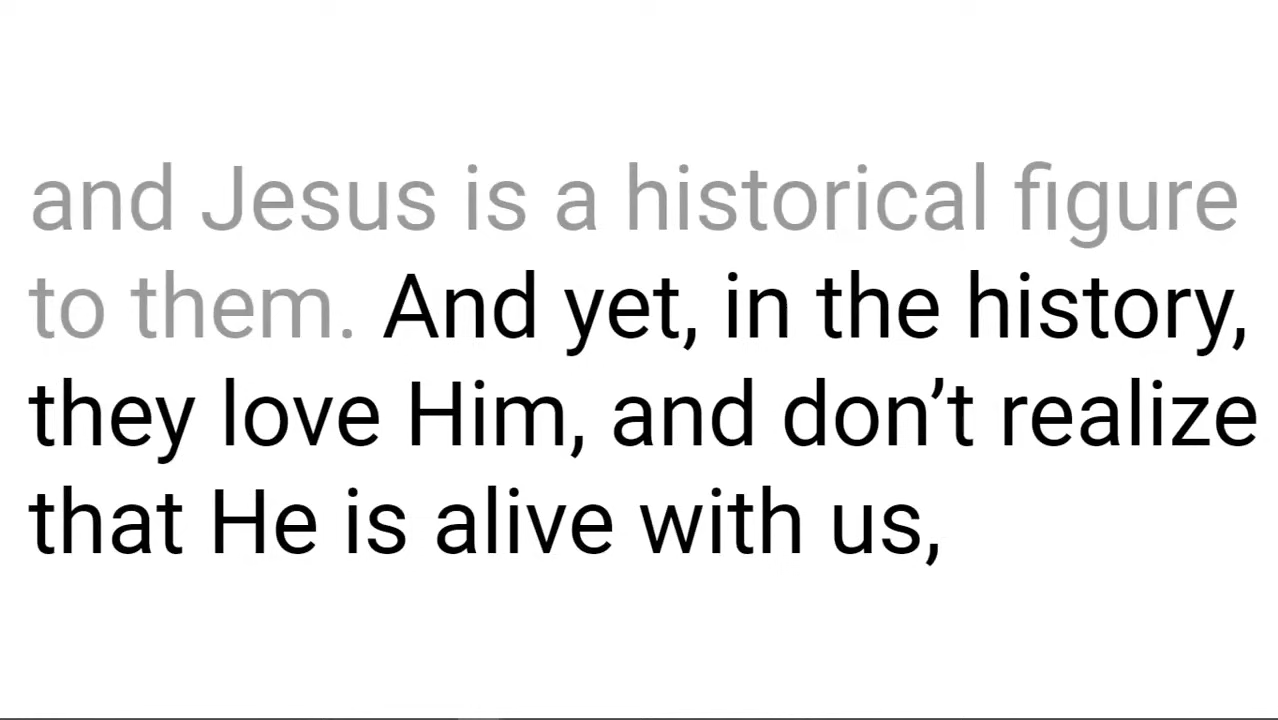 and Jesus is a historical figure
to them. And yet, in the history,
they love Him, and don’t realize
that He is alive with us,